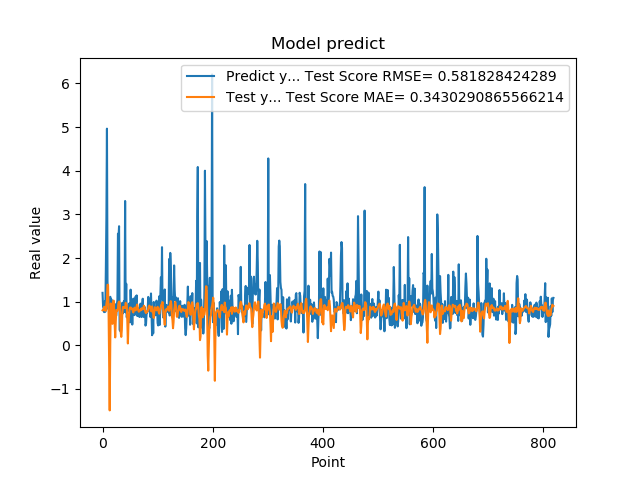 Model predict
Predict y... Test Score RMSE= 0.581828424289
Test y... Test Score MAE= 0.3430290865566214
6
5
4
3
2
1
0
−1
Real value
0 200 400 600 800
Point